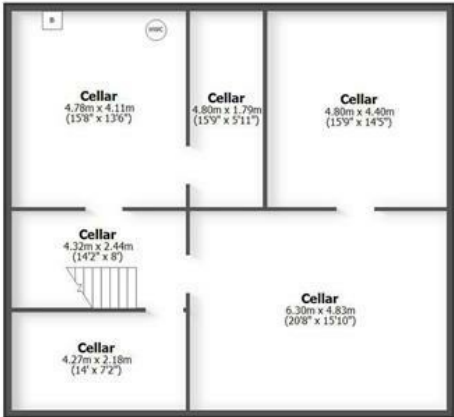 B
HWC
Cellar
4.78m x 4.11m
(15'8" x 13'6")
Cellar
4.80m x 1.79m
(15'9" x 5'11")
Cellar
4.80m x 4.40m
(15'9" x 14'5")
Cellar
4.32m x 2.44m
(14'2" x 8')
Cellar
6.30m x 4.83m
(20'8" x 15'10")
Cellar
4.27m x 2.18m
(14' x 7'2")